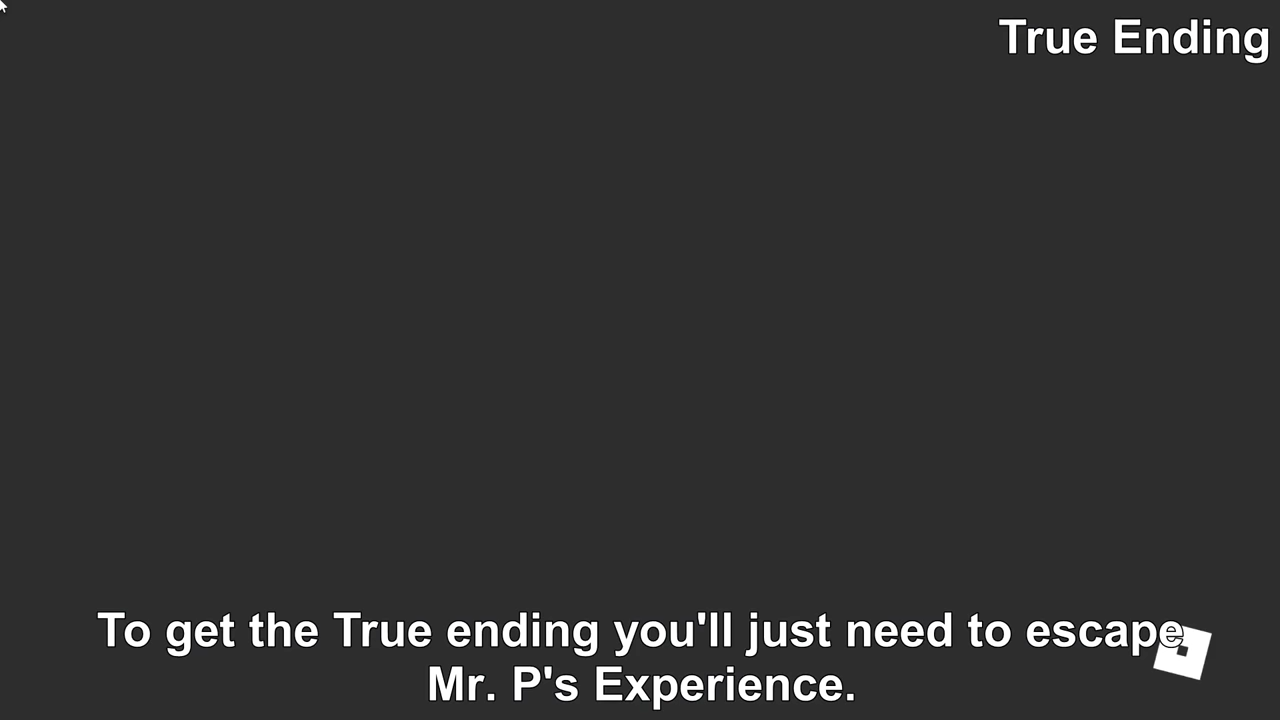 True Ending
To get the True ending you'll just need to escape
Mr. P's Experience.